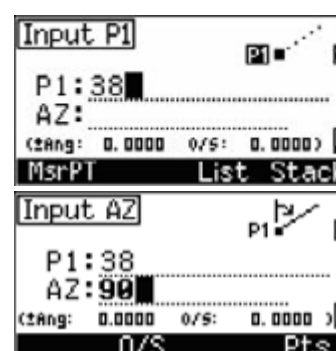 Input P1
P1
P1:38
AZ:
(±Ang: 0.0000 O/S: 0.0000)
MsrPT List Stack
Input AZ
P1
P1:38
AZ:90
(±Ang: 0.0000 O/S: 0.0000 )
O/S Pts